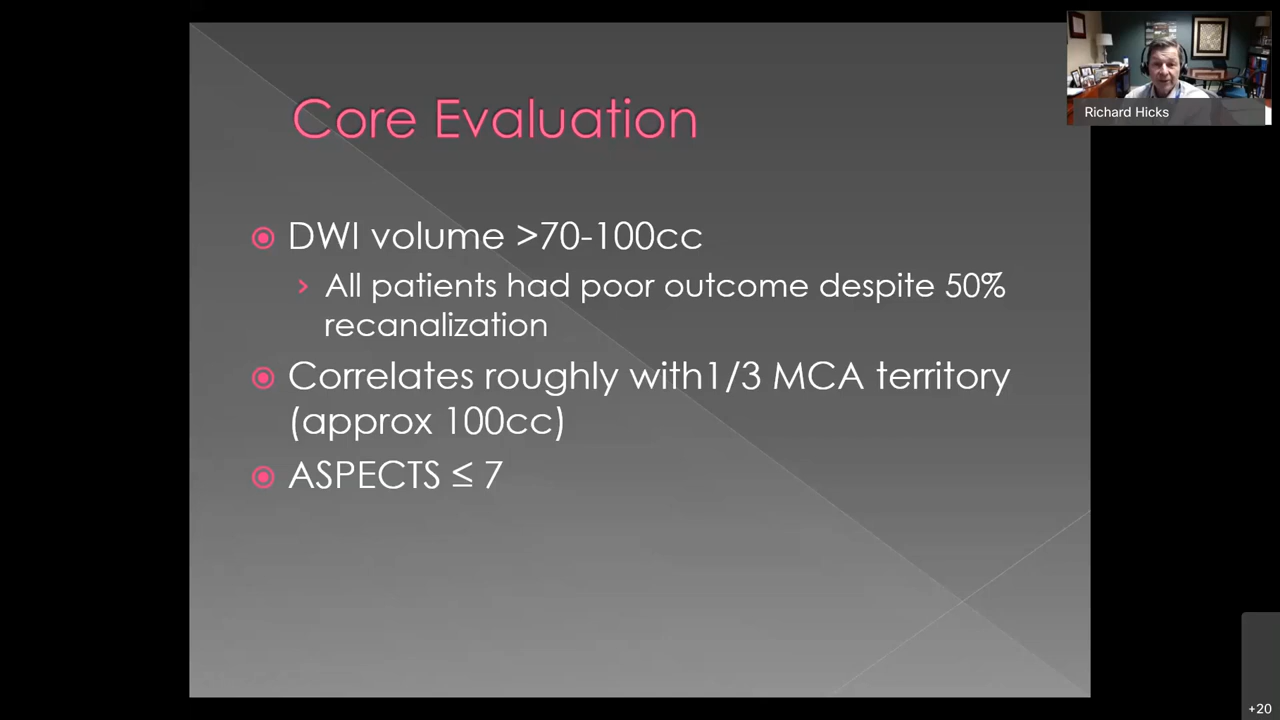 Core Evaluation
DWI volume >70-100cc
All patients had poor outcome despite 50%
recanalization
Correlates roughly with1/3 MCA territory
(approx 100cc)
ASPECTS ≤ 7
Richard Hicks
+20